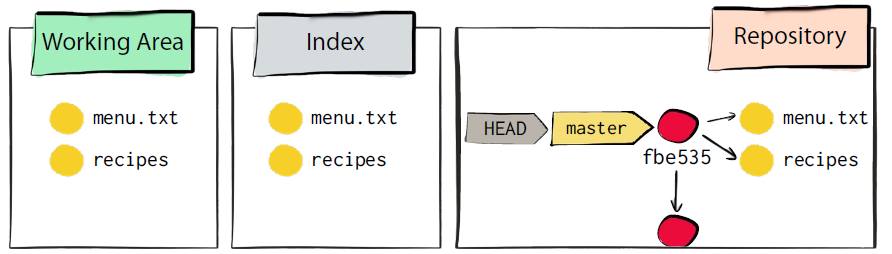 Working Area
menu.txt
recipes
Index
menu.txt
recipes
Repository
HEAD
master
fbe535
menu.txt
recipes